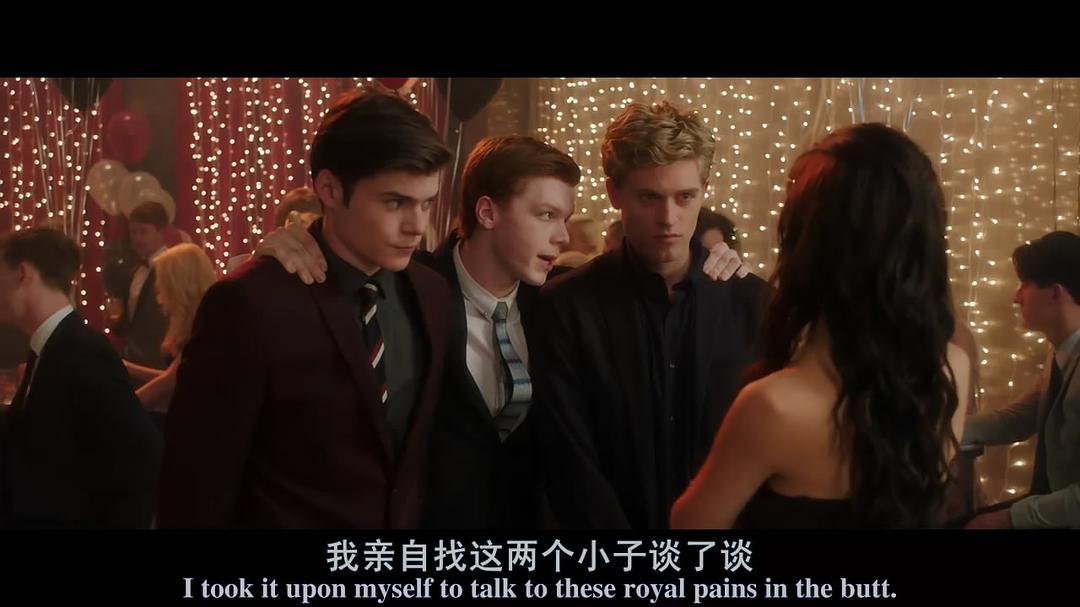 我亲自找这两个小子谈了谈
I took it upon myself to talk to these royal pains in the butt.